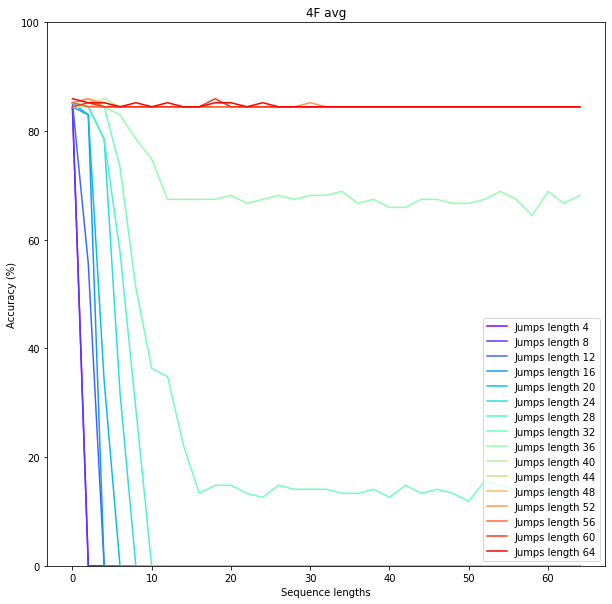 4F avg
100
80
60
40
20
0
Accuracy (%)
Jumps length 4
Jumps length 8
Jumps length 12
Jumps length 16
Jumps length 20
Jumps length 24
Jumps length 28
Jumps length 32
Jumps length 36
Jumps length 40
Jumps length 44
Jumps length 48
Jumps length 52
Jumps length 56
Jumps length 60
Jumps length 64
0 10 20 30 40 50 60
Sequence lengths